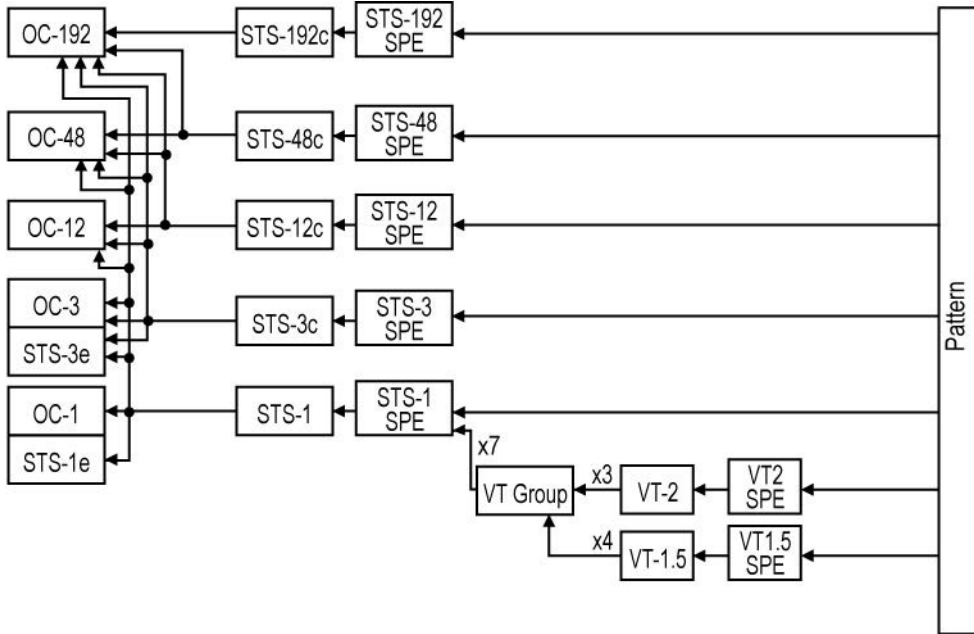 OC-192
STS-192c
STS-192
SPE
OC-48
STS-48c
STS-48
SPE
OC-12
STS-12c
STS-12
SPE
OC-3
STS-3c
STS-3
SPE
STS-3e
OC-1
STS-1
STS-1
SPE
STS-1e
x7
VT Group
x3
VT-2
VT2
SPE
x4
VT-1.5
VT1.5
SPE
Pattern